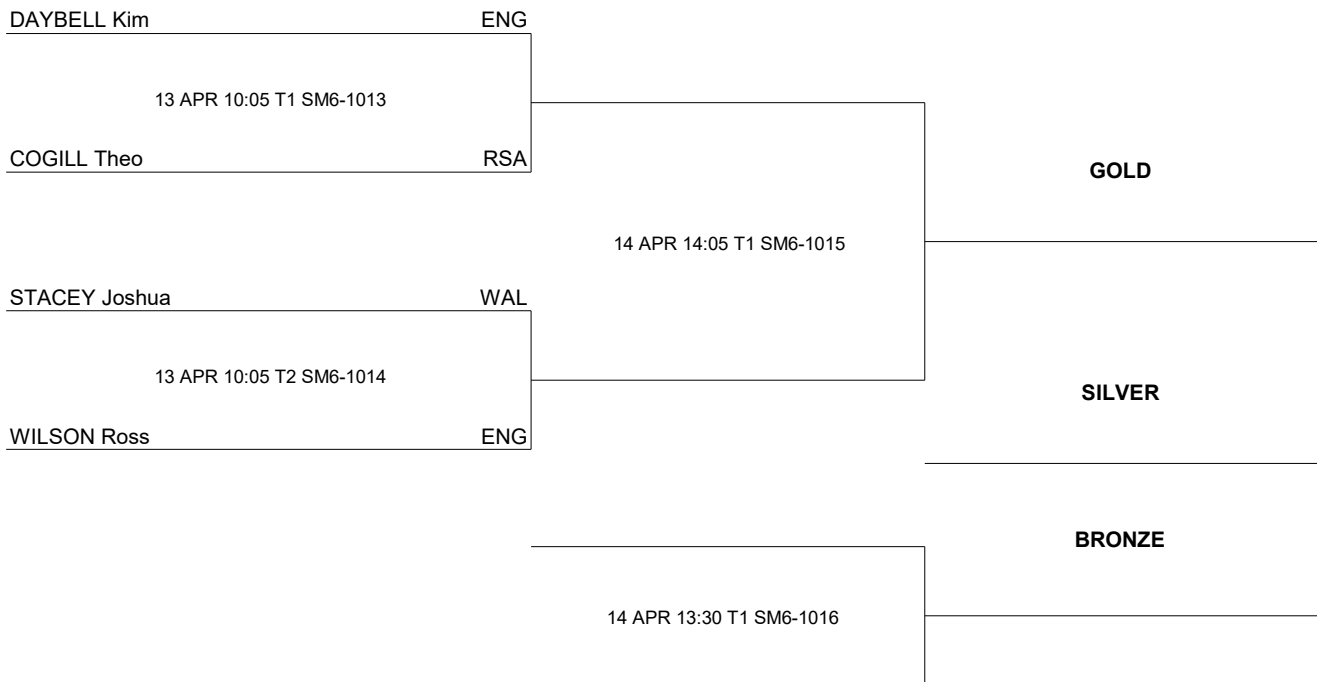 DAYBELL Kim ENG
13 APR 10:05 T1 SM6-1013
COGILL Theo RSA
GOLD
14 APR 14:05 T1 SM6-1015
STACEY Joshua WAL
13 APR 10:05 T2 SM6-1014
SILVER
WILSON Ross ENG
BRONZE
14 APR 13:30 T1 SM6-1016